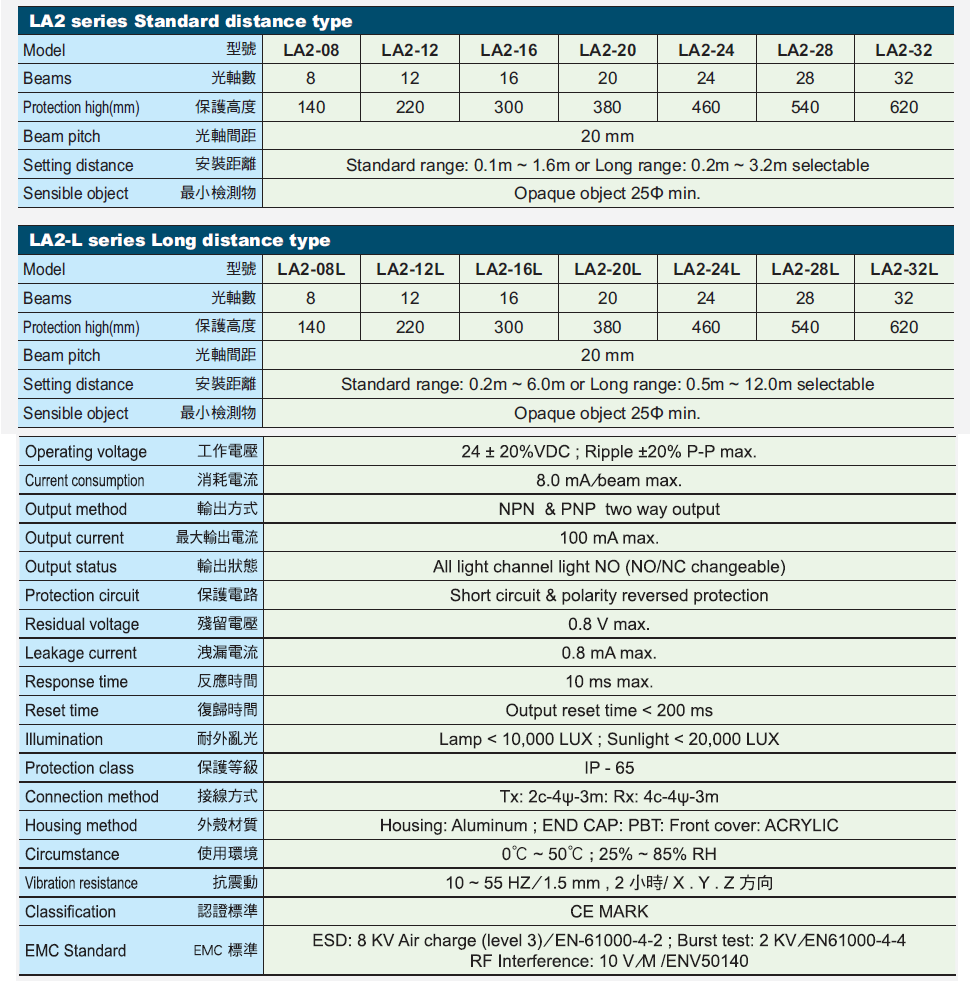 LA2 series Standard distance type
Model 型號 LA2-08 LA2-12 LA2-16 LA2-20 LA2-24 LA2-28 LA2-32
Beams 光軸數 8 12 16 20 24 28 32
Protection high(mm) 保護高度 140 220 300 380 460 540 620
Beam pitch 光軸間距 20 mm
Setting distance 安裝距離 Standard range: 0.1m ~ 1.6m or Long range: 0.2m ~ 3.2m selectable
Sensible object 最小檢測物 Opaque object 25Φ min.
LA2-L series Long distance type
Model 型號 LA2-08L LA2-12L LA2-16L LA2-20L LA2-24L LA2-28L LA2-32L
Beams 光軸數 8 12 16 20 24 28 32
Protection high(mm) 保護高度 140 220 300 380 460 540 620
Beam pitch 光軸間距 20 mm
Setting distance 安裝距離 Standard range: 0.2m ~ 6.0m or Long range: 0.5m ~ 12.0m selectable
Sensible object 最小檢測物 Opaque object 25Φ min.
Operating voltage 工作電壓 24 ± 20%VDC ; Ripple ±20% P-P max.
Current consumption 消耗電流 8.0 mA/beam max.
Output method 輸出方式 NPN & PNP two way output
Output current 最大輸出電流 100 mA max.
Output status 輸出狀態 All light channel light NO (NO/NC changeable)
Protection circuit 保護電路 Short circuit & polarity reversed protection
Residual voltage 殘留電壓 0.8 V max.
Leakage current 洩漏電流 0.8 mA max.
Response time 反應時間 10 ms max.
Reset time 復歸時間 Output reset time < 200 ms
Illumination 耐外亂光 Lamp < 10,000 LUX ; Sunlight < 20,000 LUX
Protection class 保護等級 IP - 65
Connection method 接線方式 Tx: 2c-4ψ-3m: Rx: 4c-4ψ-3m
Housing method 外殼材質 Housing: Aluminum ; END CAP: PBT: Front cover: ACRYLIC
Circumstance 使用環境 0℃ ~ 50℃ ; 25% ~ 85% RH
Vibration resistance 抗震動 10 ~ 55 HZ/1.5 mm , 2 小時/ X . Y . Z 方向
Classification 認證標準 CE MARK
EMC Standard EMC 標準 ESD: 8 KV Air charge (level 3)/EN-61000-4-2 ; Burst test: 2 KV/EN61000-4-4
RF Interference: 10 V/M /ENV50140